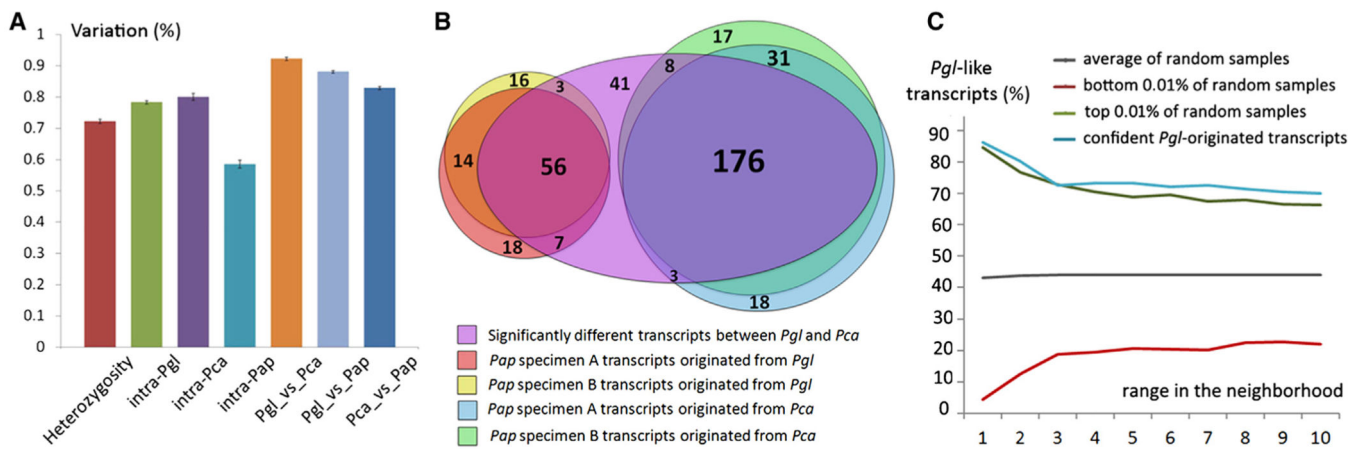 A
Variation (%)
1
0.9
0.8
0.7
0.6
0.5
0.4
0.3
0.2
0.1
0
Heterozygosity
intra-Pgl
intra-Pca
intra-Pap
Pgl_vs_Pca
Pgl_vs_Pap
Pca_vs_Pap
B
16
3
41
8
17
31
14
56
176
18
7
3
18
Significantly different transcripts between Pgl and Pca
Pap specimen A transcripts originated from Pgl
Pap specimen B transcripts originated from Pgl
Pap specimen A transcripts originated from Pca
Pap specimen B transcripts originated from Pca
C
Pgl-like
transcripts (%)
average of random samples
bottom 0.01% of random samples
top 0.01% of random samples
confident Pgl-originated transcripts
90
80
70
60
50
40
30
20
10
0
range in the neighborhood
1 2 3 4 5 6 7 8 9 10